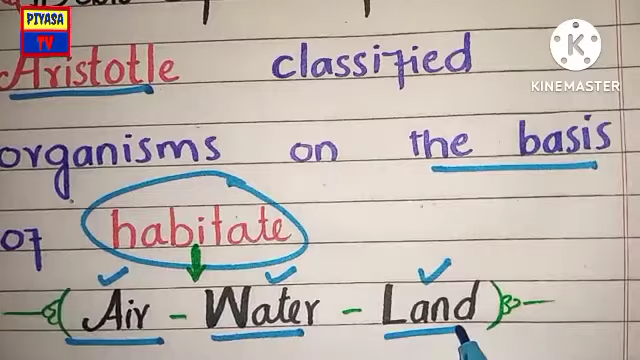 PIYASA
TV
KINEMASTER
Aristotle classified
organisms on the basis
of habitate
(Air - Water - Land)